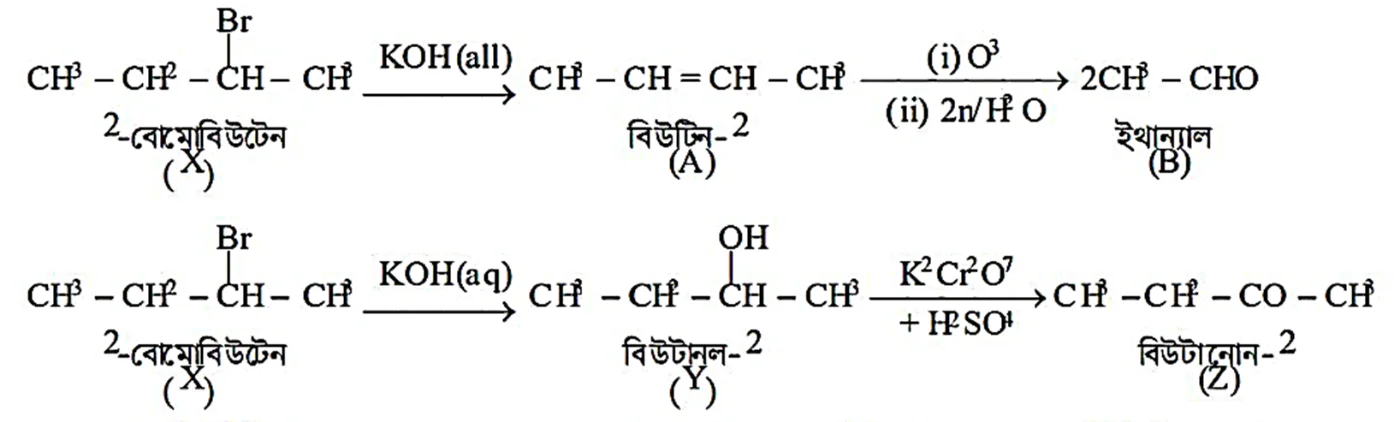 Br
CH³ – CH² – CH – CH³ KOH (all) CH³ – CH = CH – CH³ (i) O³ 2CH³ – CHO
(ii) 2n/H² O
2-বোমোবিউটেন বিউটিন-2 ইথান্যাল
(X) (A) (B)
Br OH
CH³ – CH² – CH – CH³ KOH (aq) CH³ – CH² – CH – CH³ K²Cr²O⁷ CH³ – CH² – CO – CH³
+ H²SO⁴
2-বোমোবিউটেন বিউটানল-2 বিউটানোন-2
(X) (Y) (Z)